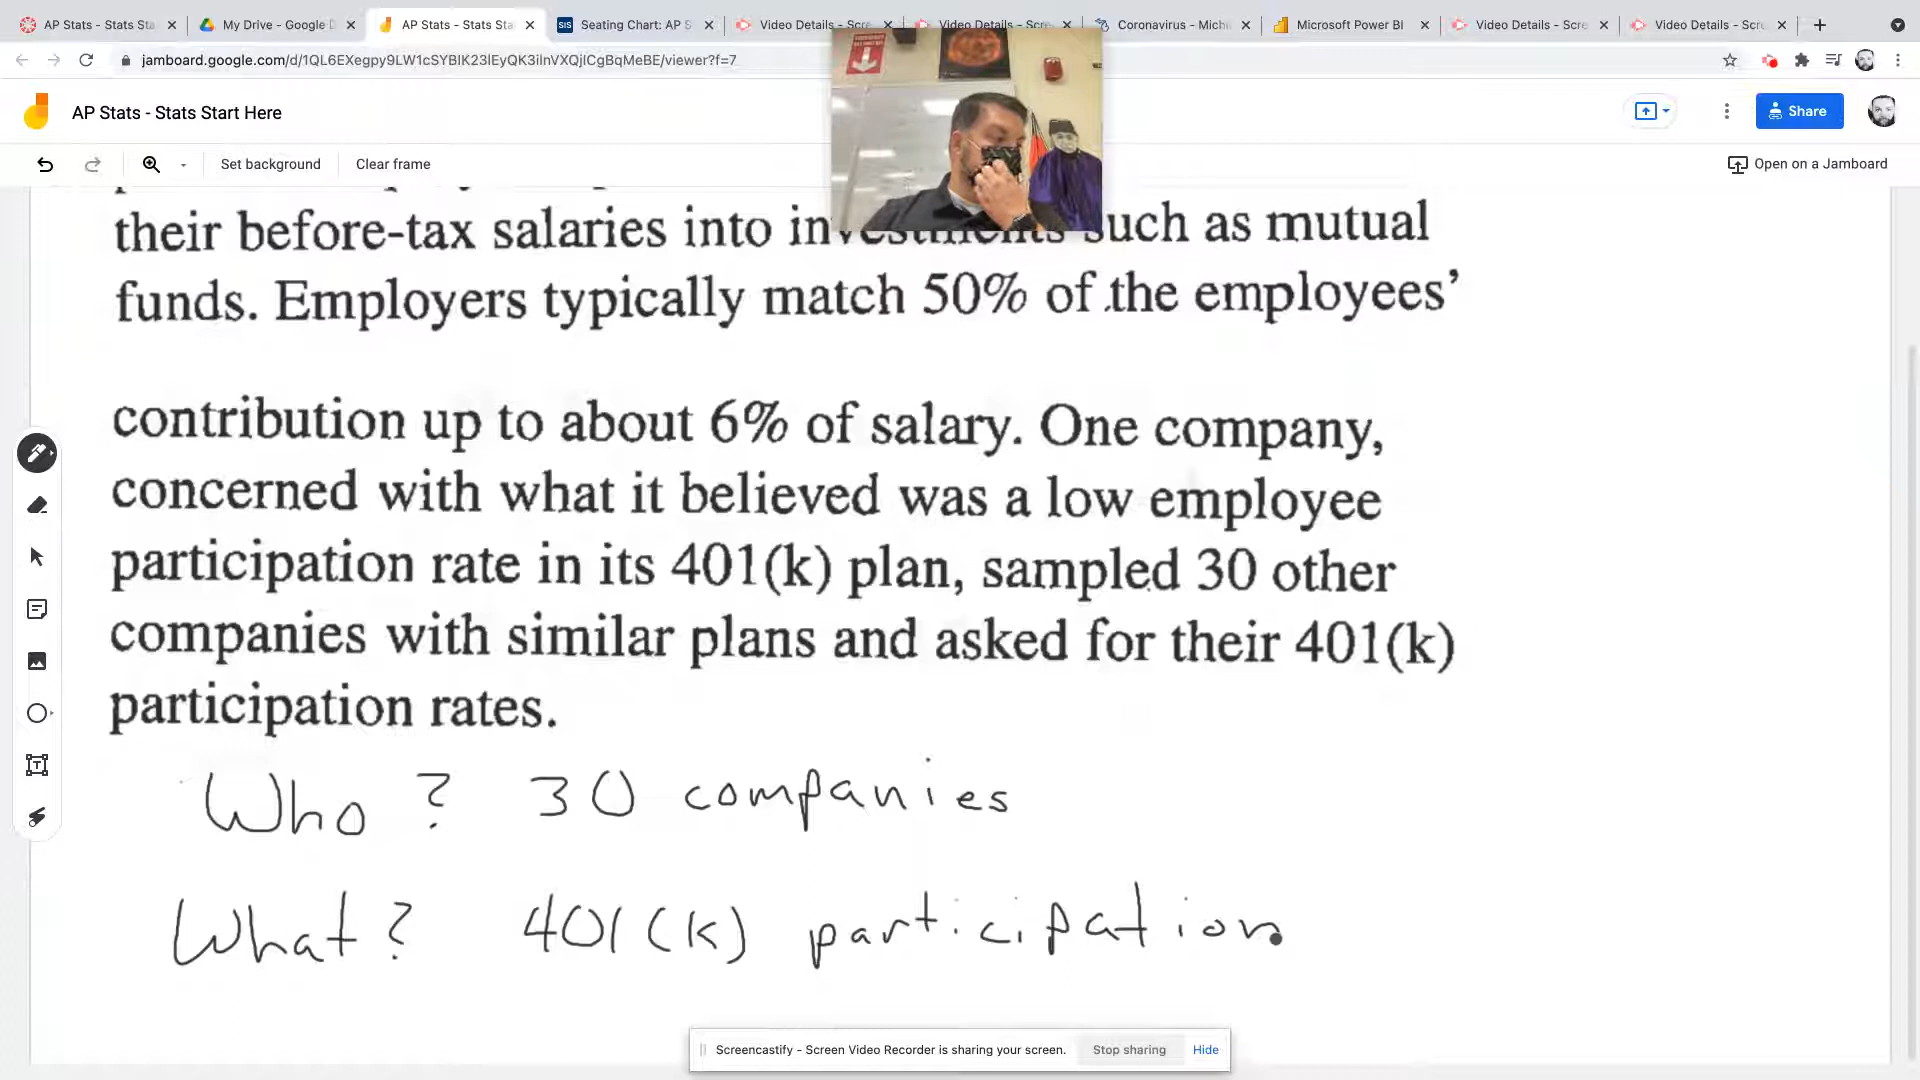 AP Stats - Stats Sta
My Drive - Google D
AP Stats - Stats Star
Seating Chart: AP S
Video Details - Scre
Video Details - Scre
Coronavirus - Michi
Microsoft Power BI
Video Details - Scre
Video Details - Scre
jamboard.google.com/d/
AP Stats - Stats Start Here
Share
Set background
Clear frame
Open on a Jamboard
their before-tax salaries into investments such as mutual
funds. Employers typically match 50% of the employees’
contribution up to about 6% of salary. One company,
concerned with what it believed was a low employee
participation rate in its 401(k) plan, sampled 30 other
companies with similar plans and asked for their 401(k)
participation rates.
Who? 30 companies
What? 401(k) participation
Screencastify - Screen Video Recorder is sharing your screen.
Stop sharing
Hide